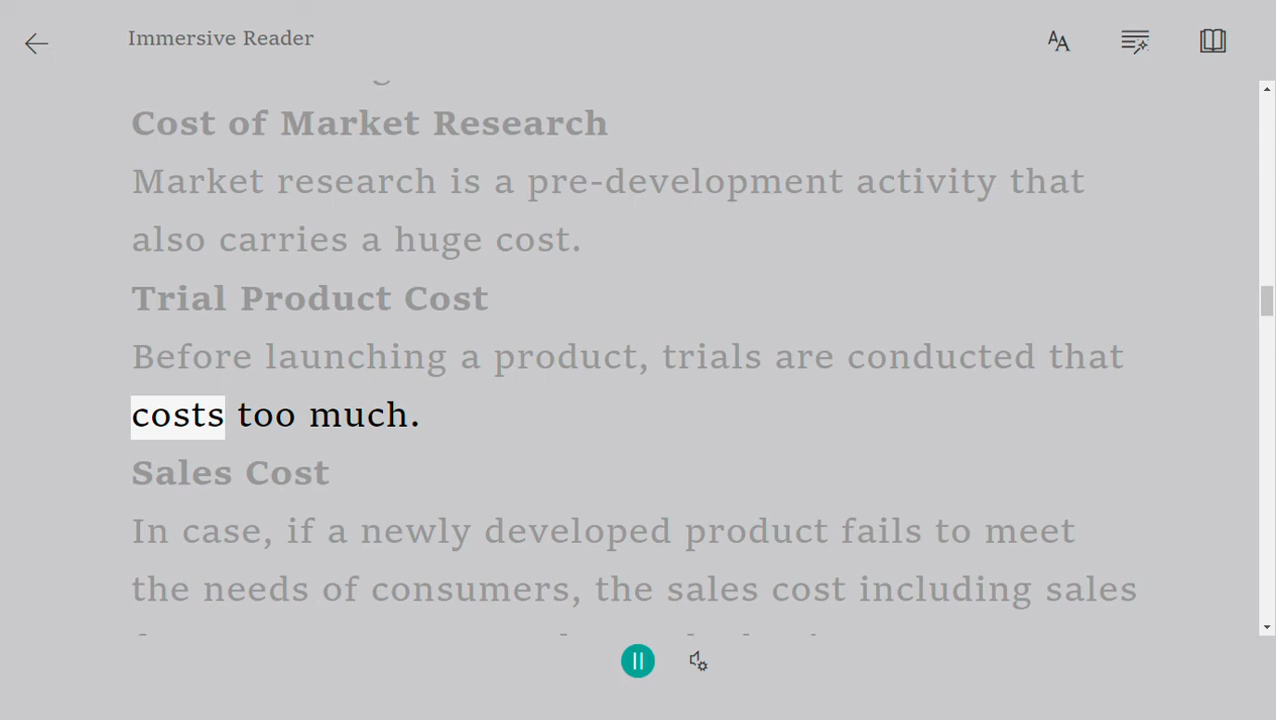 Immersive Reader
Cost of Market Research
Market research is a pre-development activity that
also carries a huge cost.
Trial Product Cost
Before launching a product, trials are conducted that
costs too much.
Sales Cost
In case, if a newly developed product fails to meet
the needs of consumers, the sales cost including sales